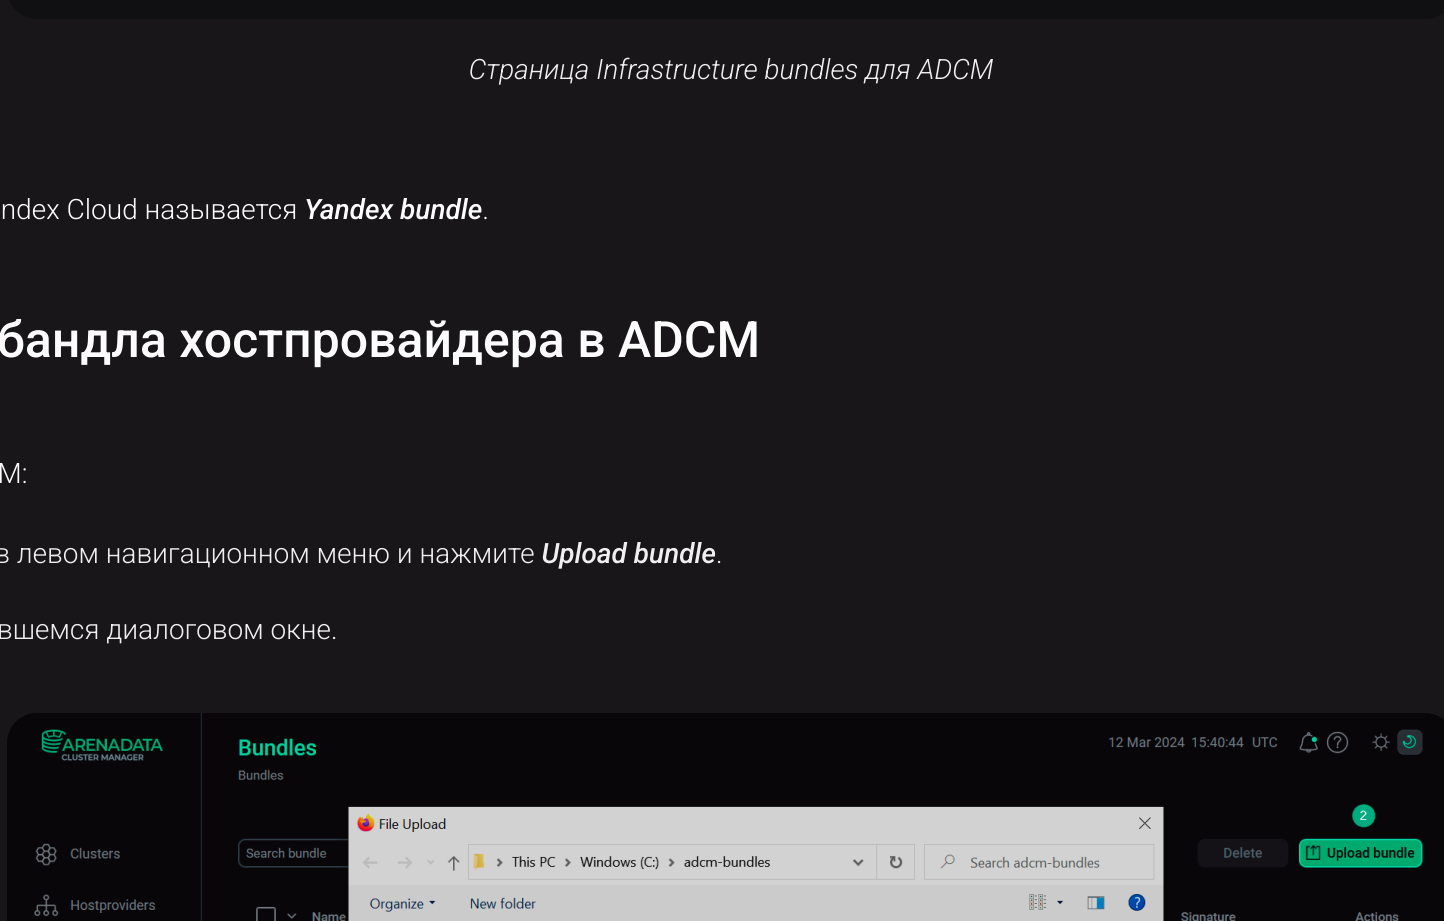 Страница Infrastructure bundles для ADCM
ndex Cloud называется Yandex bundle.
бандла хостпровайдера в ADCM
М:
в левом навигационном меню и нажмите Upload bundle.
вшемся диалоговом окне.
ARENADATA
CLUSTER MANAGER
Bundles
12 Mar 2024 15:40:44 UTC
Bundles
2
File Upload
Clusters
Search bundle
This PC > Windows (C:) > adcm-bundles
Search adcm-bundles
Delete
Upload bundle
Hostproviders
Organize
New folder
Name
Signature
Actions